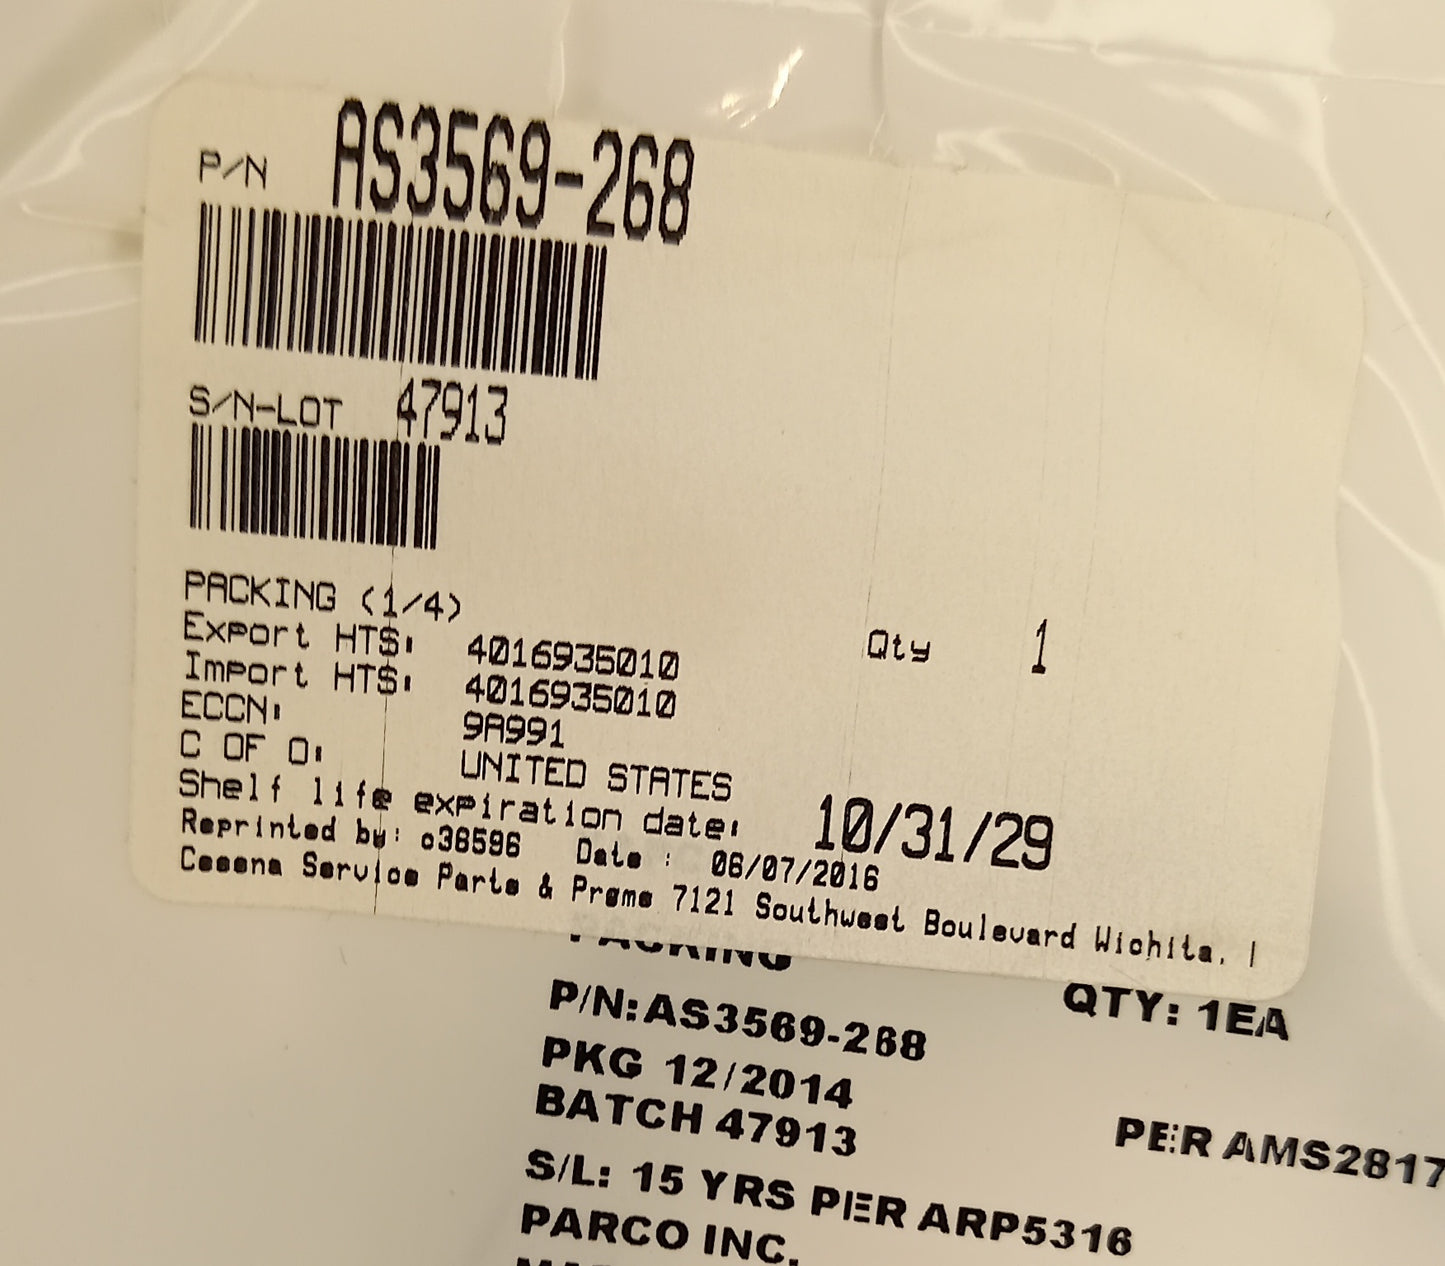 P/N AS3569-268
S/N-LOT 47913
PACKING (1/4)
Qty 1
Export HTS: 4016935010
Import HTS: 4016935010
ECCN: 9A991
C OF O: UNITED STATES
Shelf life expiration date: 10/31/29
Reprinted by: o36596 Date : 06/07/2016
Cessna Service Parts & Prgms 7121 Southwest Boulevard Wichita,
PACKING
P/N:AS3569-268 QTY: 1EA
PKG 12/2014
BATCH 47913 PER AMS2817
S/L: 15 YRS PER ARP5316
PARCO INC.